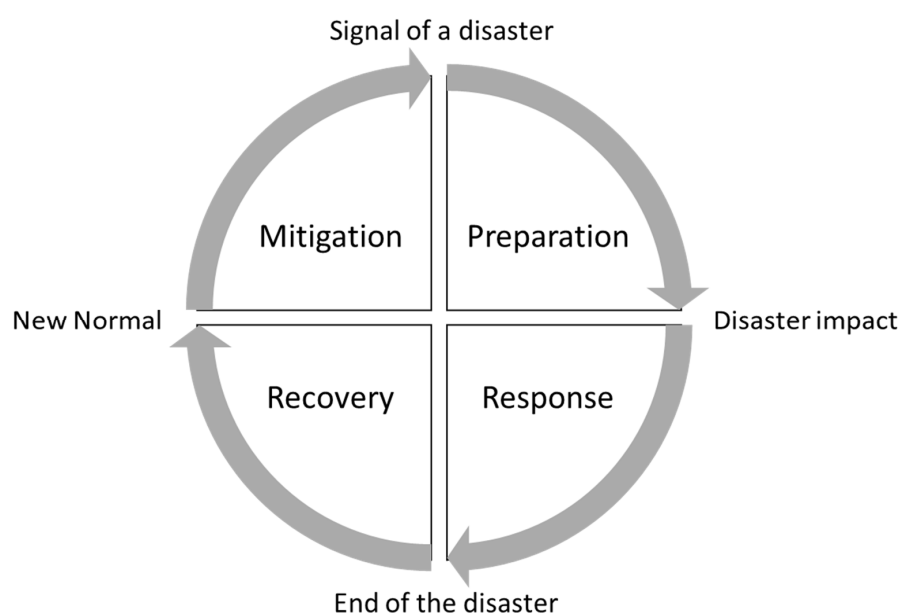 Signal of a disaster
Mitigation
Preparation
New Normal
Disaster impact
Recovery
Response
End of the disaster